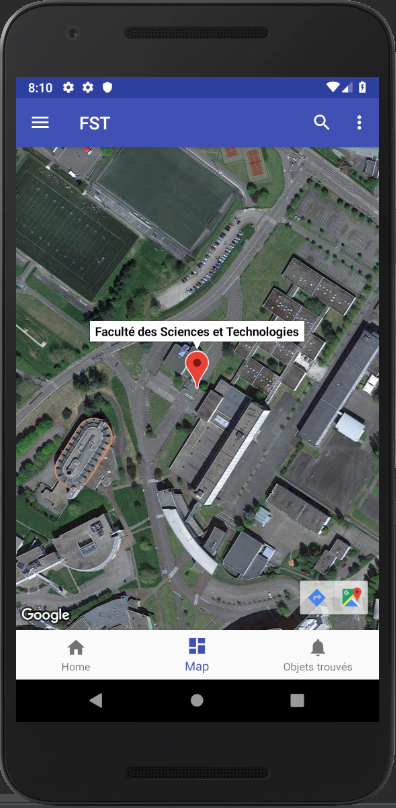 8:10
FST
Faculté des Sciences et Technologies
Google
Home
Map
Objets trouvés